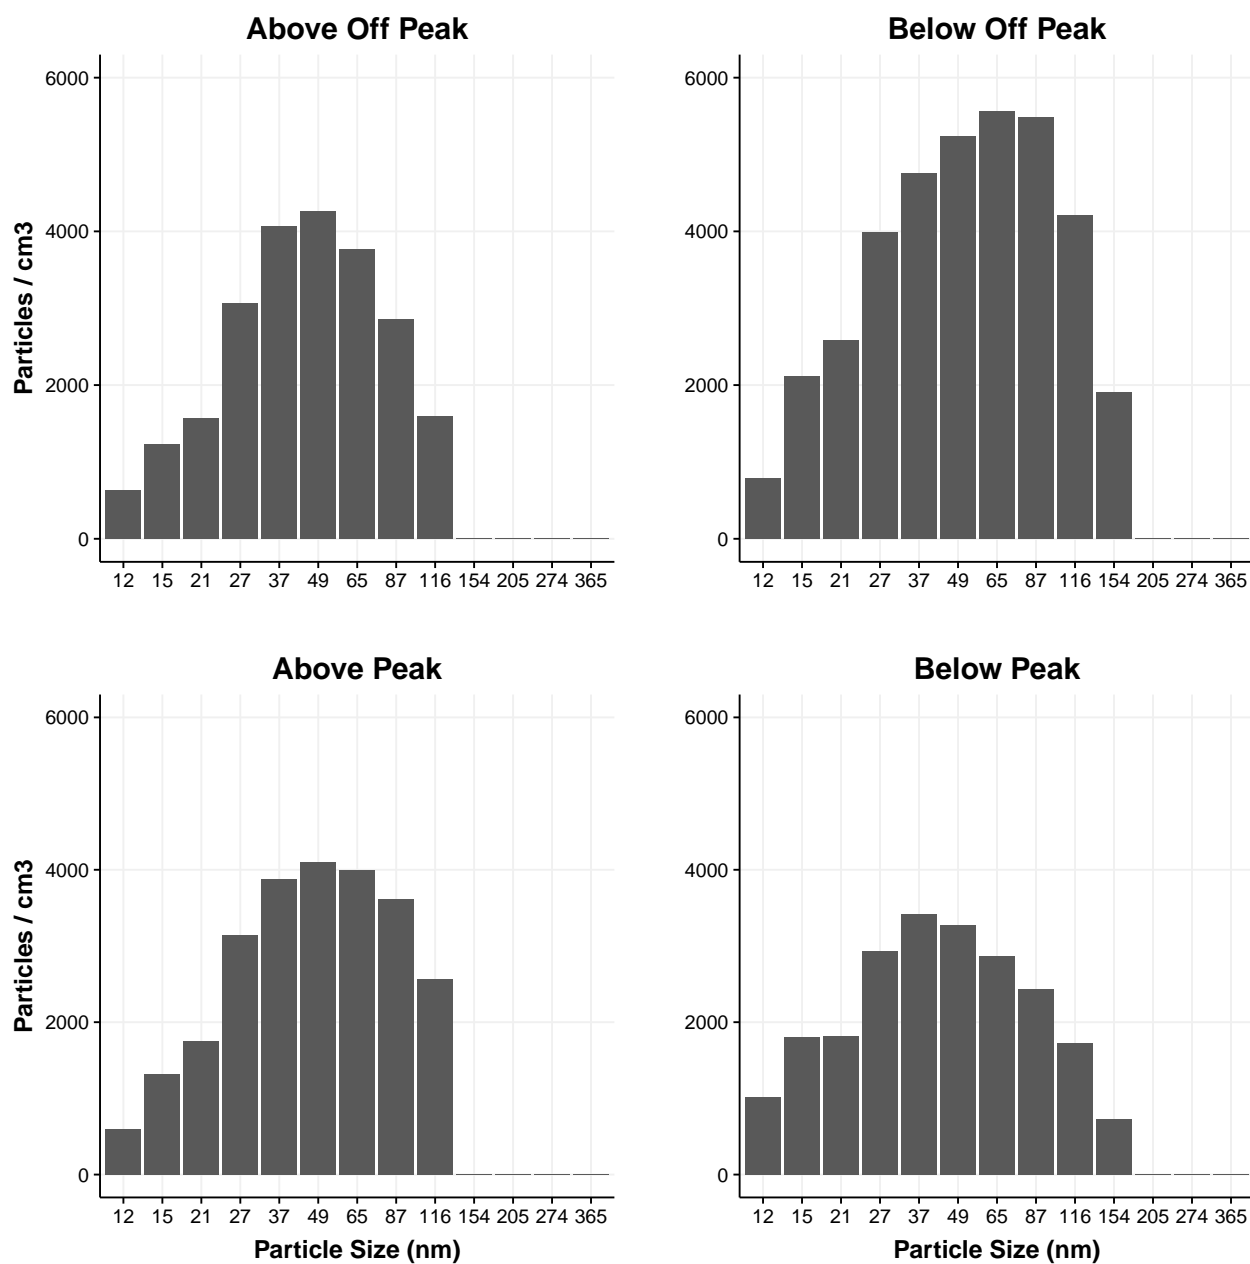 Above Off Peak
Particles / cm3
6000
4000
2000
0
12 15 21 27 37 49 65 87 116 154 205 274 365
Below Off Peak
6000
4000
2000
0
12 15 21 27 37 49 65 87 116 154 205 274 365
Above Peak
Particles / cm3
6000
4000
2000
0
12 15 21 27 37 49 65 87 116 154 205 274 365
Particle Size (nm)
Below Peak
6000
4000
2000
0
12 15 21 27 37 49 65 87 116 154 205 274 365
Particle Size (nm)